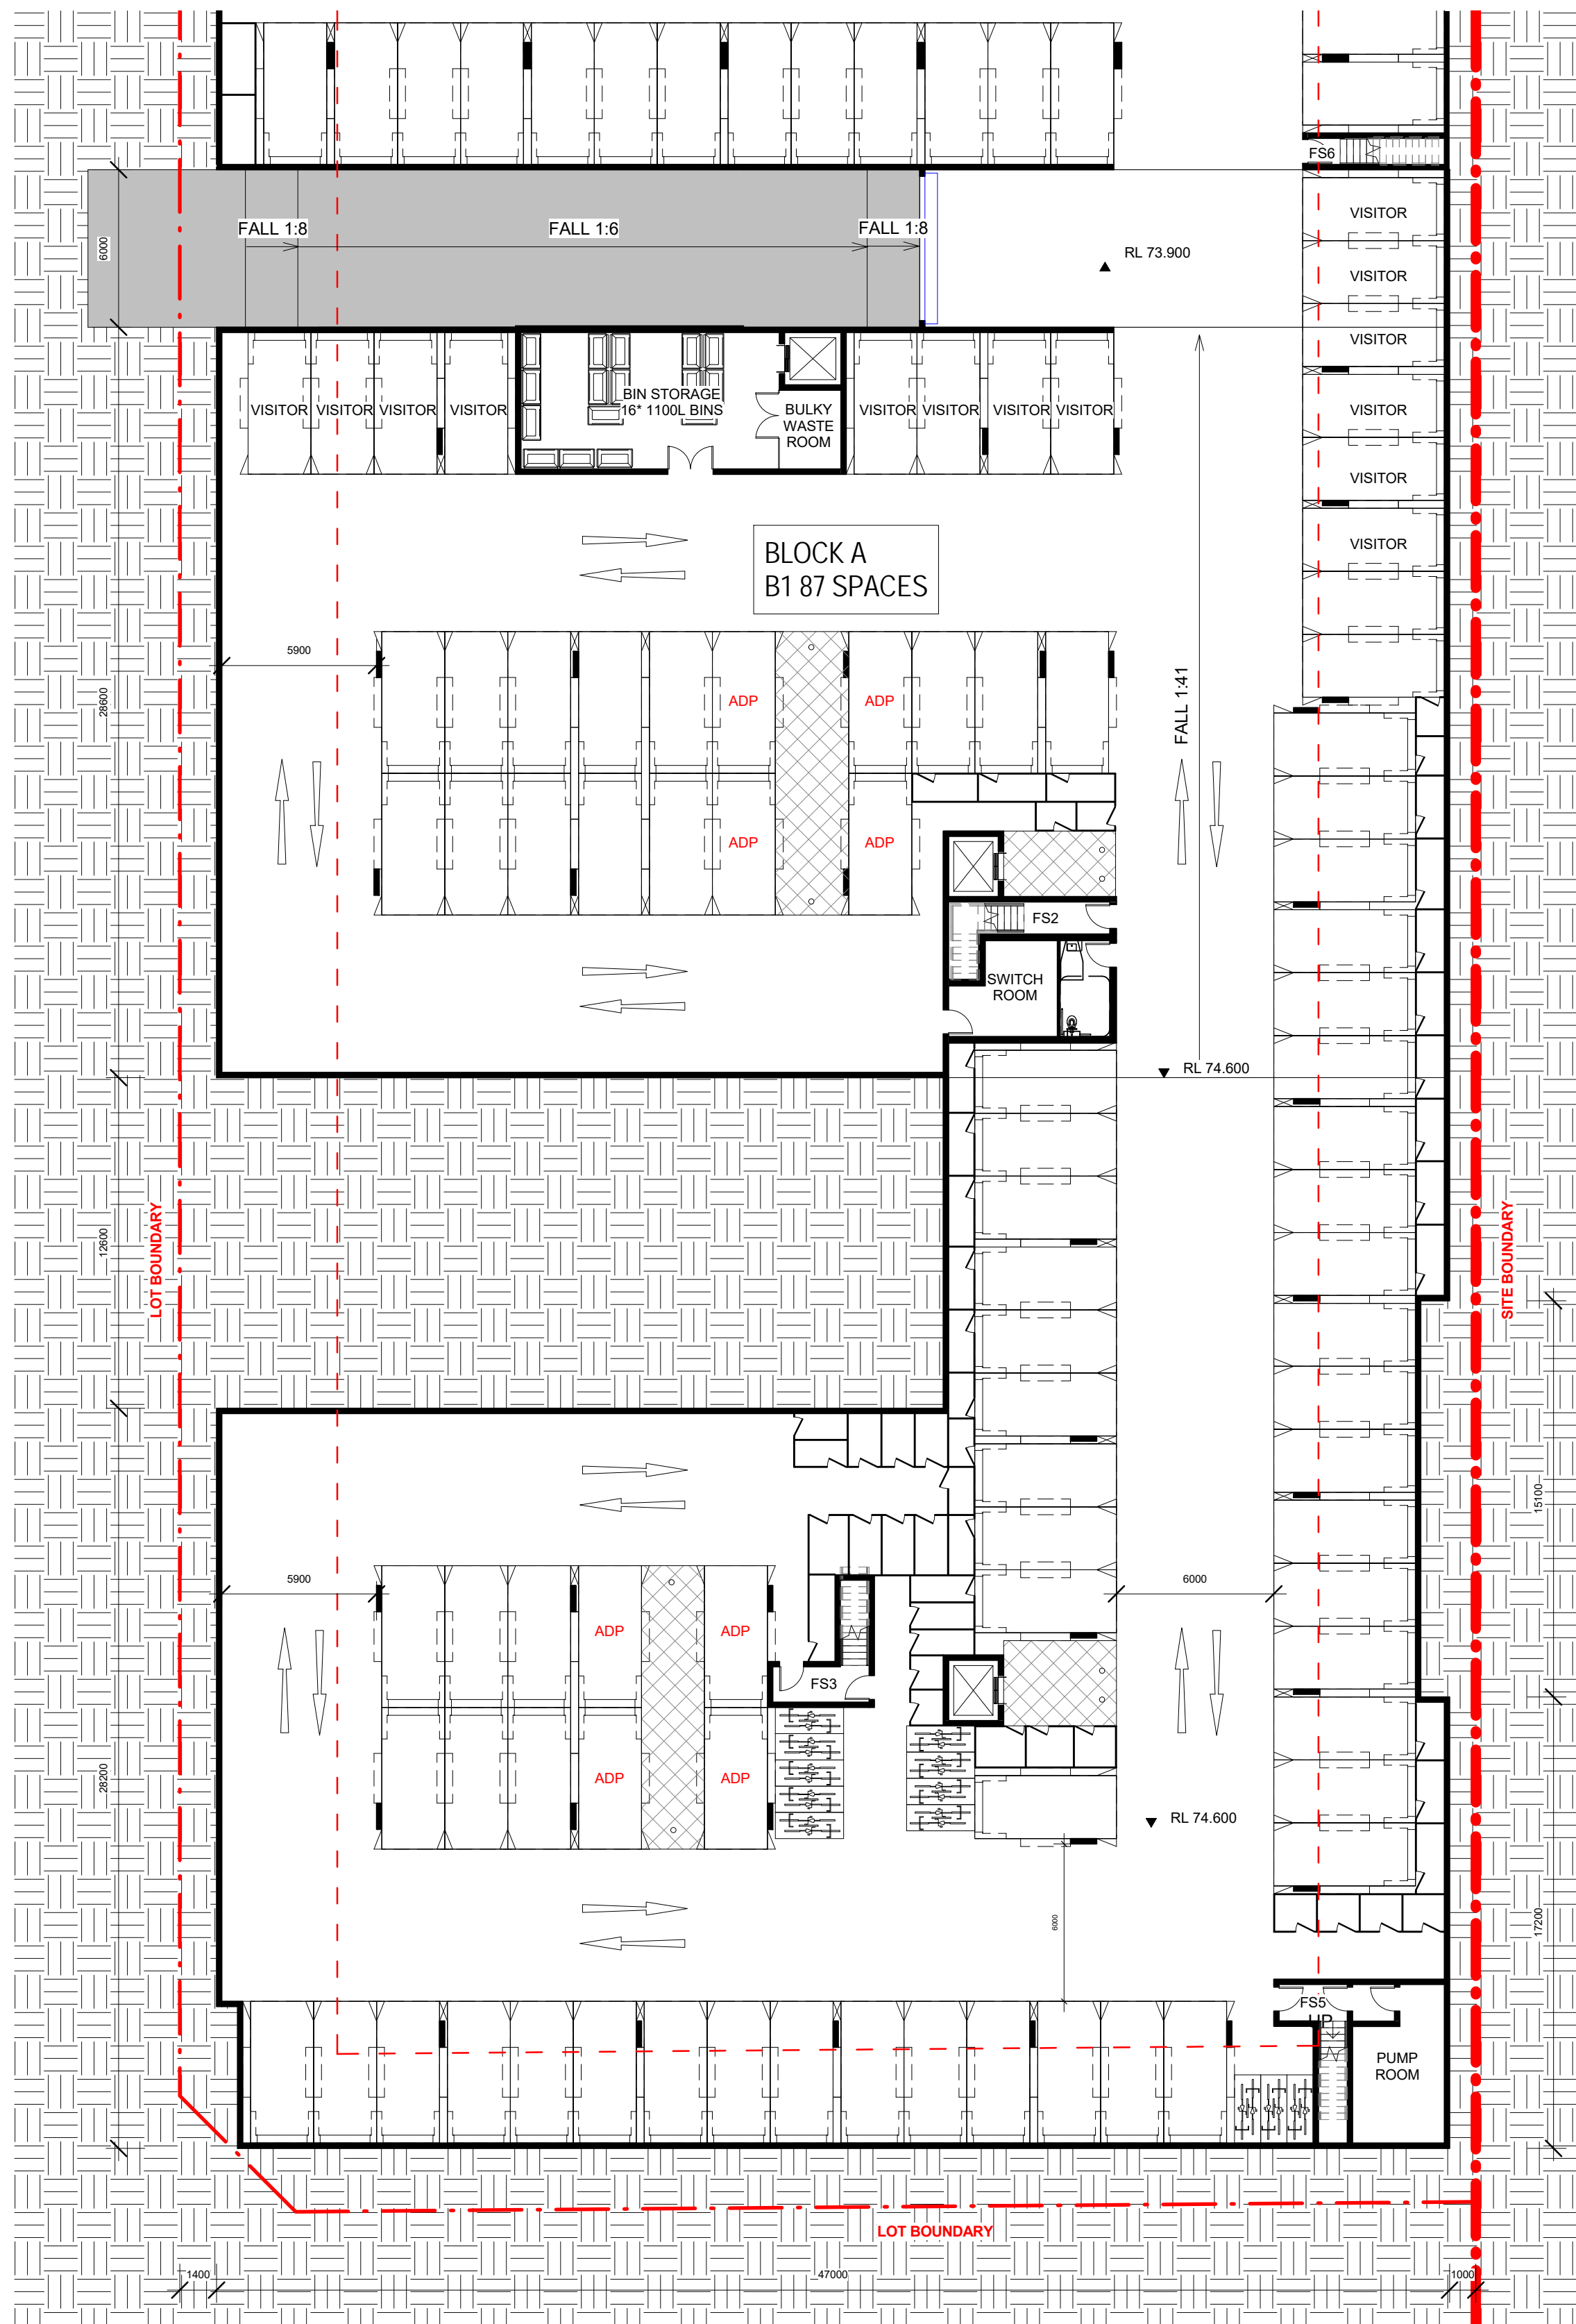 FS6
VISITOR
FALL 1:8
FALL 1:6
FALL 1:8
6000
RL 73.900
VISITOR
VISITOR
VISITOR VISITOR VISITOR VISITOR
BIN STORAGE
16* 1100L BINS
BULKY
WASTE
ROOM
VISITOR VISITOR VISITOR VISITOR
VISITOR
VISITOR
VISITOR
BLOCK A
B1 87 SPACES
5900
28600
FALL 1:41
ADP
ADP
ADP
ADP
FS2
SWITCH
ROOM
RL 74.600
12600
LOT BOUNDARY
SITE BOUNDARY
15100
5900
6000
ADP
ADP
FS3
ADP
ADP
28200
RL 74.600
6000
17200
FS5
UP
PUMP
ROOM
LOT BOUNDARY
1400
47000
1000